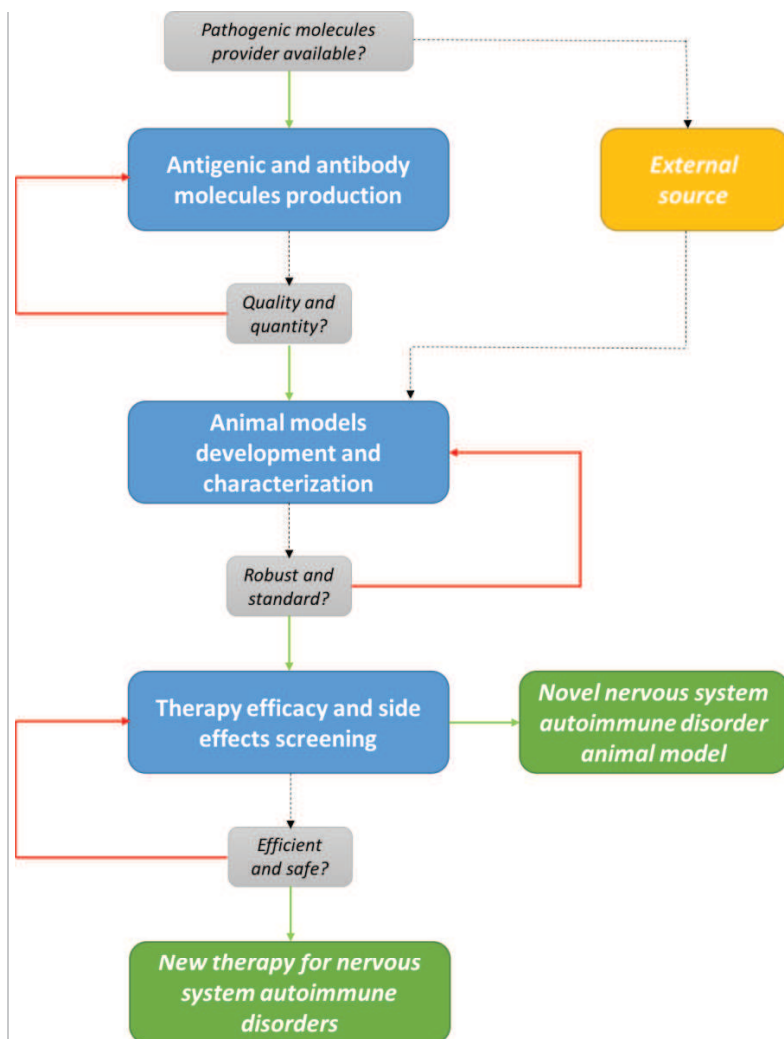 Pathogenic molecules
provider available?
Antigenic and antibody
molecules production
External
source
Quality and
quantity?
Animal models
development and
characterization
Robust and
standard?
Therapy efficacy and side
effects screening
Novel nervous system
autoimmune disorder
animal model
Efficient
and safe?
New therapy for nervous
system autoimmune
disorders